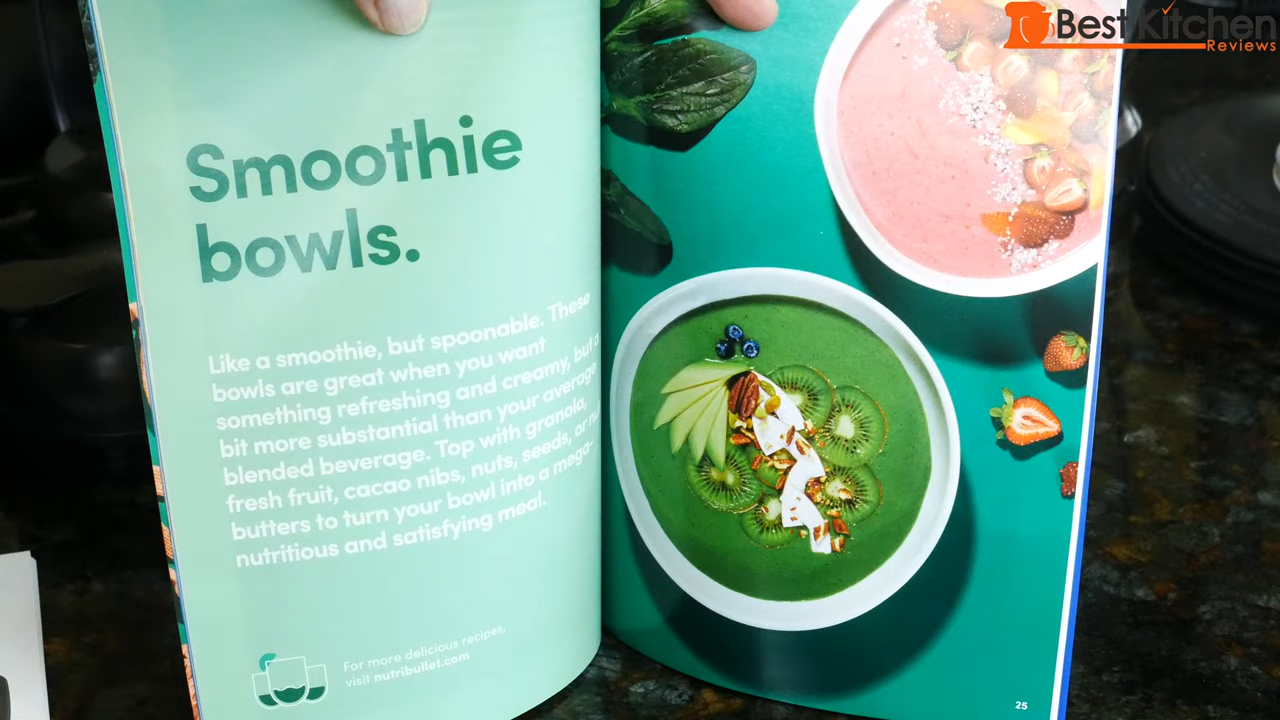 Best Kitchen
Reviews
Smoothie
bowls.
Like a smoothie, but spoonable. These
bowls are great when you want
something refreshing and creamy, but a
bit more substantial than your average
blended beverage. Top with granola,
fresh fruit, cacao nibs, nuts, seeds, or nut
butters to turn your bowl into a mega-
nutritious and satisfying meal.
For more delicious recipes,
visit nutribullet.com
25